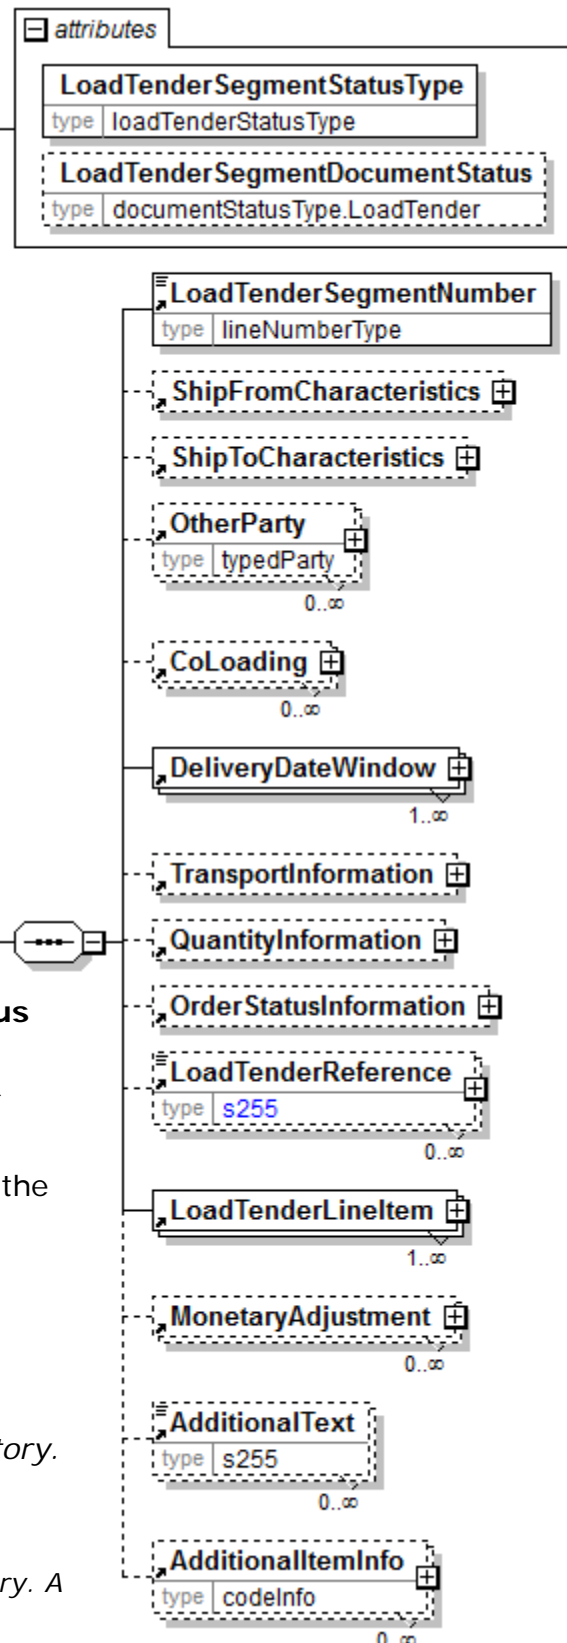 attributes
LoadTenderSegmentStatusType
type loadTenderStatusType
LoadTenderSegmentDocumentStatus
type documentStatusType.LoadTender
LoadTenderSegmentNumber
type lineNumberType
ShipFromCharacteristics
ShipToCharacteristics
OtherParty
type typedParty
0..∞
CoLoading
0..∞
DeliveryDateWindow
1..∞
TransportInformation
QuantityInformation
OrderStatusInformation
us
LoadTenderReference
type s255
0..∞
the
LoadTenderLineItem
1..∞
MonetaryAdjustment
0..∞
AdditionalText
tory.
type s255
0..∞
AdditionalItemInfo
ry. A
type codeInfo
0..∞